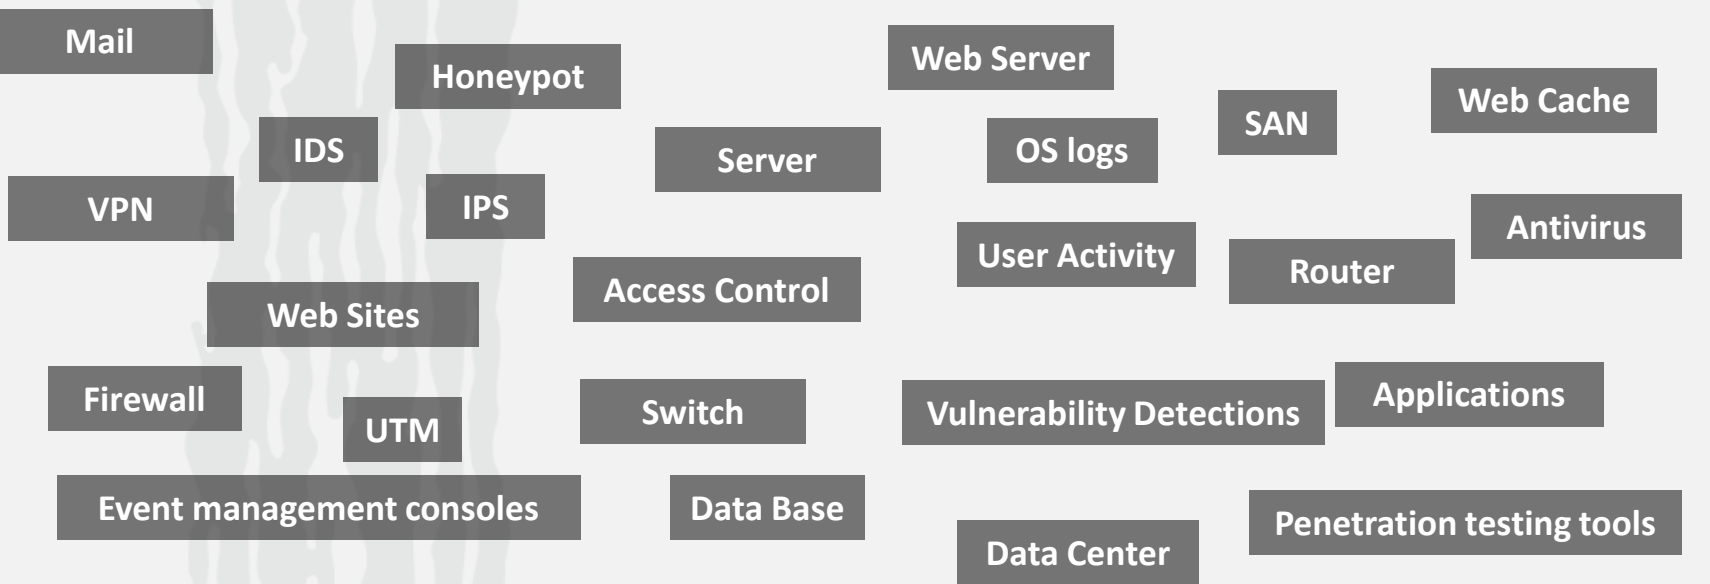 Mail
Honeypot
Web Server
Web Cache
SAN
IDS
Server
OS logs
VPN
IPS
Antivirus
User Activity
Router
Access Control
Web Sites
Firewall
UTM
Switch
Vulnerability Detections
Applications
Event management consoles
Data Base
Data Center
Penetration testing tools